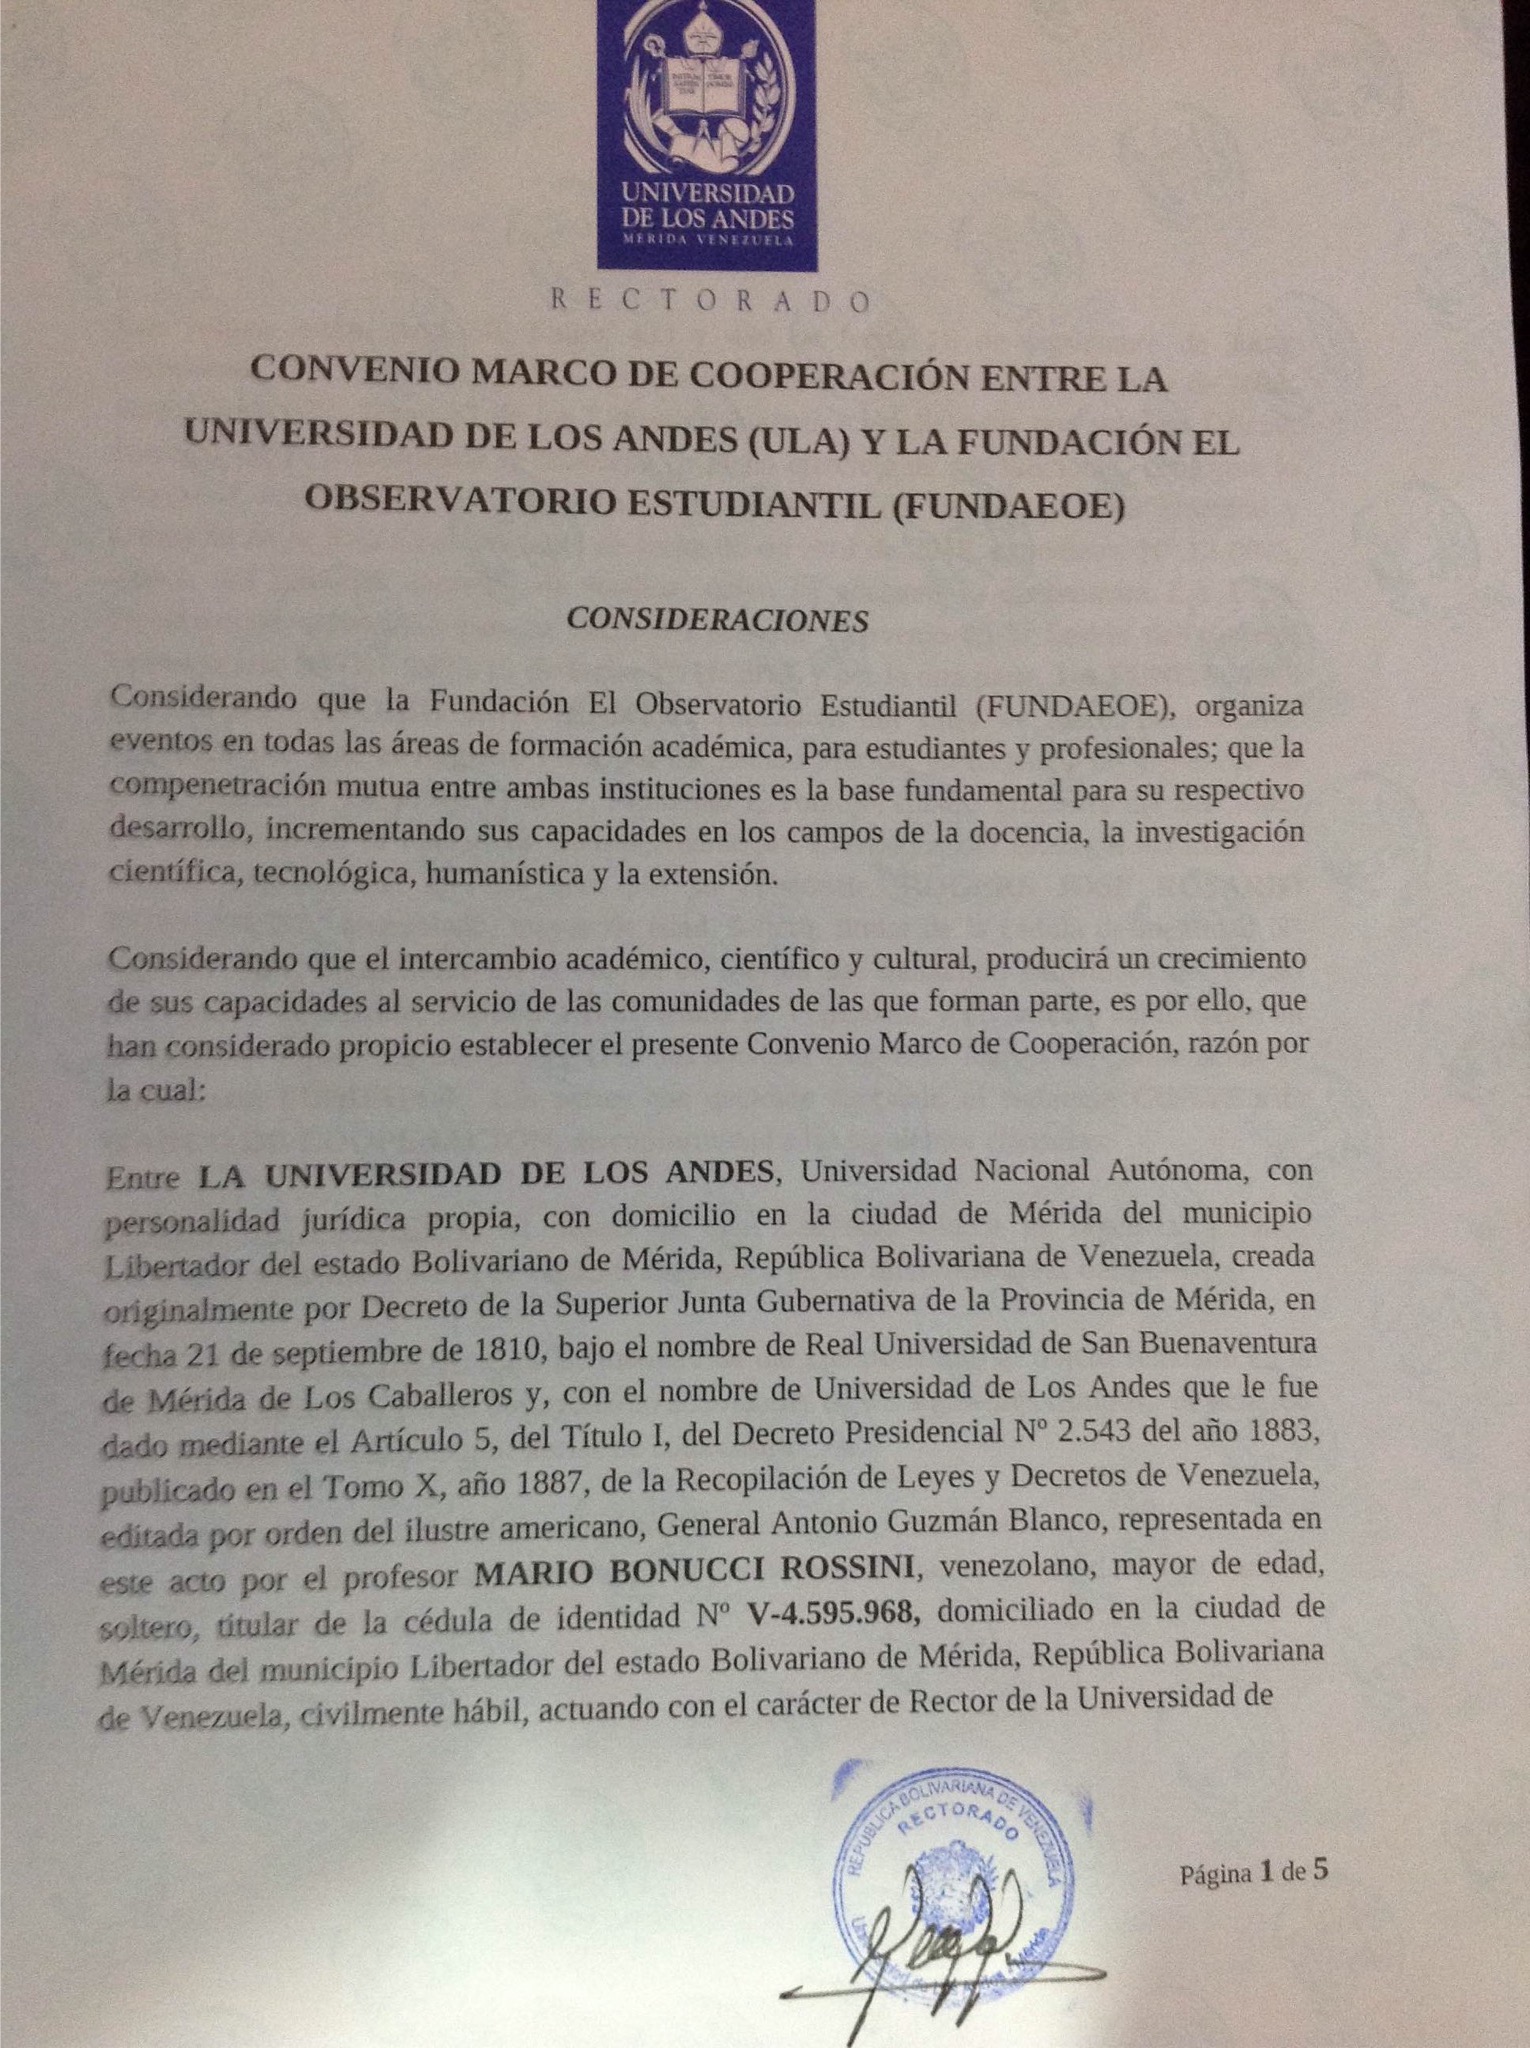 UNIVERSIDAD
DE LOS ANDES
MERIDA VENEZUELA
RECTORADO
CONVENIO MARCO DE COOPERACIÓN ENTRE LA
UNIVERSIDAD DE LOS ANDES (ULA) Y LA FUNDACIÓN EL
OBSERVATORIO ESTUDIANTIL (FUNDAEOE)
CONSIDERACIONES
Considerando que la Fundación El Observatorio Estudiantil (FUNDAEOE), organiza
eventos en todas las áreas de formación académica, para estudiantes y profesionales; que la
compenetración mutua entre ambas instituciones es la base fundamental para su respectivo
desarrollo, incrementando sus capacidades en los campos de la docencia, la investigación
científica, tecnológica, humanística y la extensión.
Considerando que el intercambio académico, científico y cultural, producirá un crecimiento
de sus capacidades al servicio de las comunidades de las que forman parte, es por ello, que
han considerado propicio establecer el presente Convenio Marco de Cooperación, razón por
la cual:
Entre LA UNIVERSIDAD DE LOS ANDES, Universidad Nacional Autónoma, con
personalidad jurídica propia, con domicilio en la ciudad de Mérida del municipio
Libertador del estado Bolivariano de Mérida, República Bolivariana de Venezuela, creada
originalmente por Decreto de la Superior Junta Gubernativa de la Provincia de Mérida, en
fecha 21 de septiembre de 1810, bajo el nombre de Real Universidad de San Buenaventura
de Mérida de Los Caballeros y, con el nombre de Universidad de Los Andes que le fue
dado mediante el Artículo 5, del Título I, del Decreto Presidencial Nº 2.543 del año 1883,
publicado en el Tomo X, año 1887, de la Recopilación de Leyes y Decretos de Venezuela,
editada por orden del ilustre americano, General Antonio Guzmán Blanco, representada en
este acto por el profesor MARIO BONUCCI ROSSINI, venezolano, mayor de edad,
soltero, titular de la cédula de identidad Nº V-4.595.968, domiciliado en la ciudad de
Mérida del municipio Libertador del estado Bolivariano de Mérida, República Bolivariana
de Venezuela, civilmente hábil, actuando con el carácter de Rector de la Universidad de
REPUBLICA BOLIVARIANA DE VENEZUELA
RECTORADO
Página 1 de 5